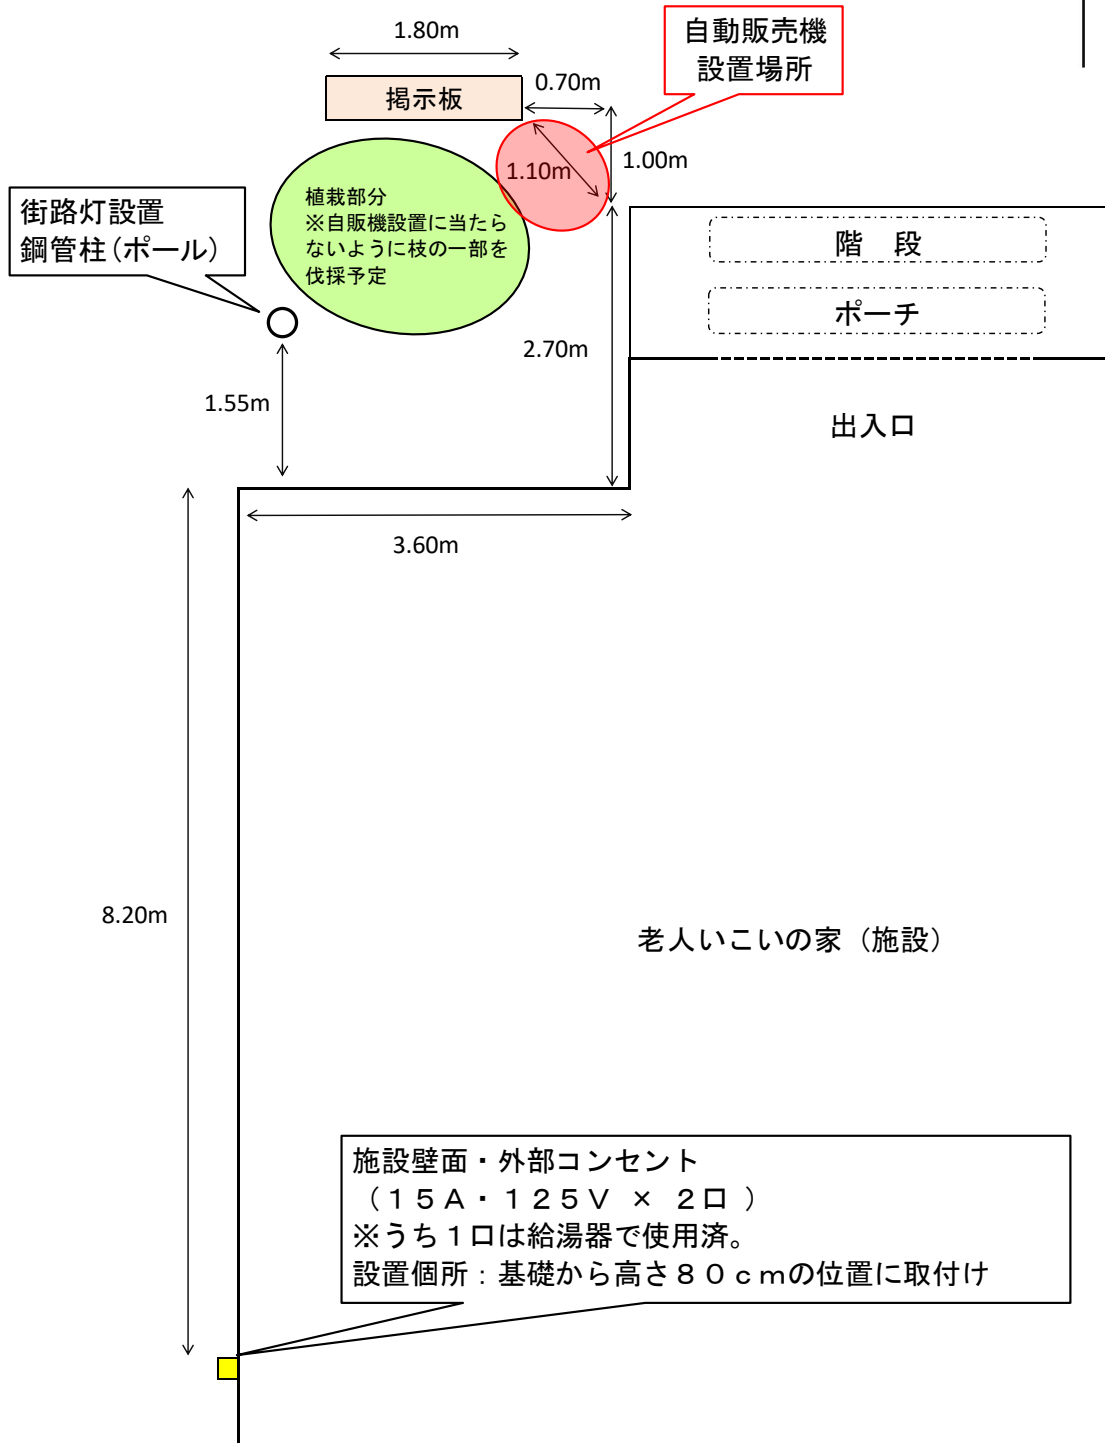 1.80m
自動販売機
設置場所
0.70m
掲示板
1.10m
1.00m
街路灯設置
鋼管柱(ポール)
植栽部分
※自販機設置に当たら
ないように枝の一部を
伐採予定
階　段
ポーチ
2.70m
1.55m
出入口
3.60m
8.20m
老人いこいの家（施設）
施設壁面・外部コンセント
（１５Ａ・１２５Ｖ　×　２口　）
※うち１口は給湯器で使用済。
設置個所：基礎から高さ８０ｃｍの位置に取付け